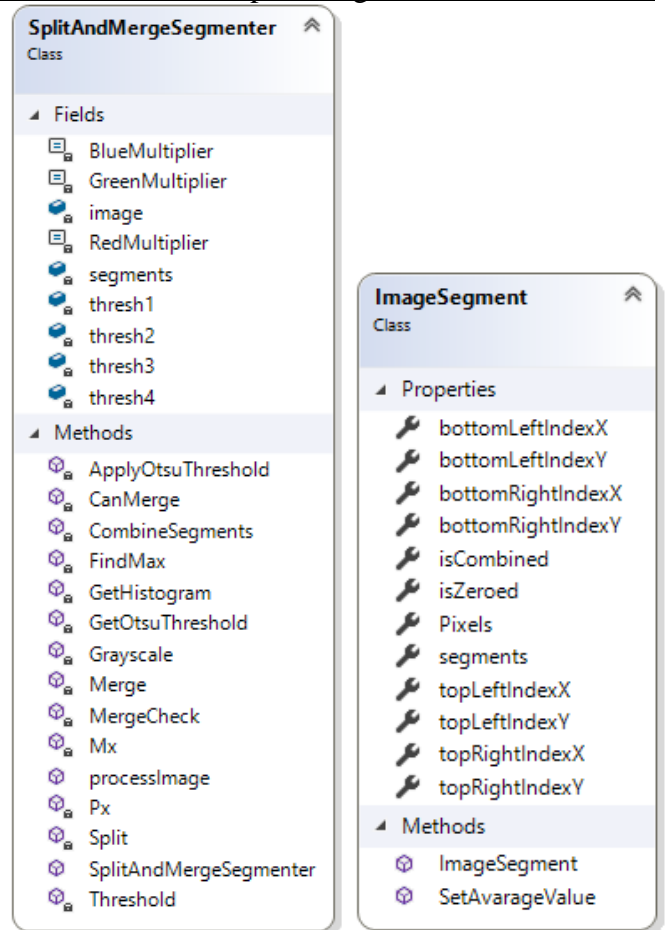 SplitAndMergeSegmenter
Class
Fields
BlueMultiplier
GreenMultiplier
image
RedMultiplier
segments
thresh1
thresh2
thresh3
thresh4
Methods
ApplyOtsuThreshold
CanMerge
CombineSegments
FindMax
GetHistogram
GetOtsuThreshold
Grayscale
Merge
MergeCheck
Mx
processImage
Px
Split
SplitAndMergeSegmenter
Threshold
ImageSegment
Class
Properties
bottomLeftIndexX
bottomLeftIndexY
bottomRightIndexX
bottomRightIndexY
isCombined
isZeroed
Pixels
segments
topLeftIndexX
topLeftIndexY
topRightIndexX
topRightIndexY
Methods
ImageSegment
SetAvarageValue